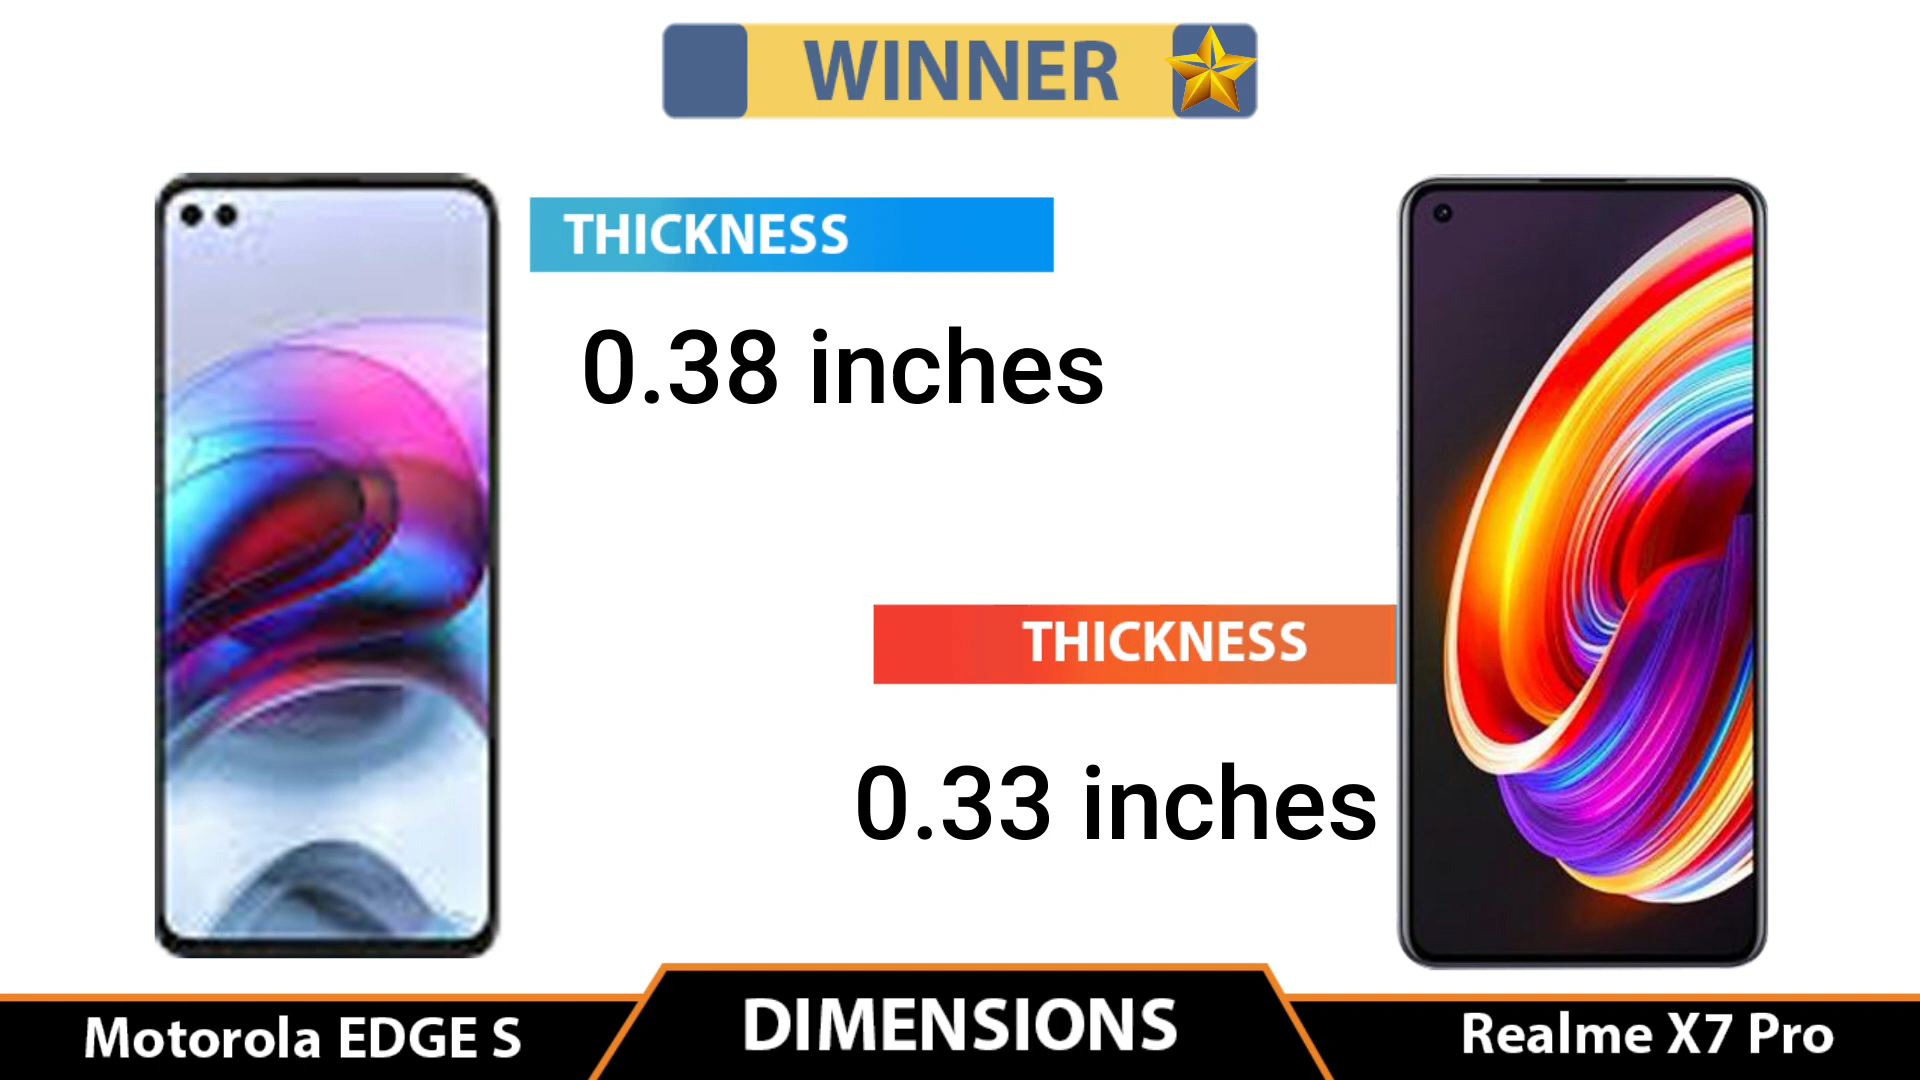 WINNER
THICKNESS
0.38 inches
THICKNESS
0.33 inches
Motorola EDGE S
DIMENSIONS
Realme X7 Pro